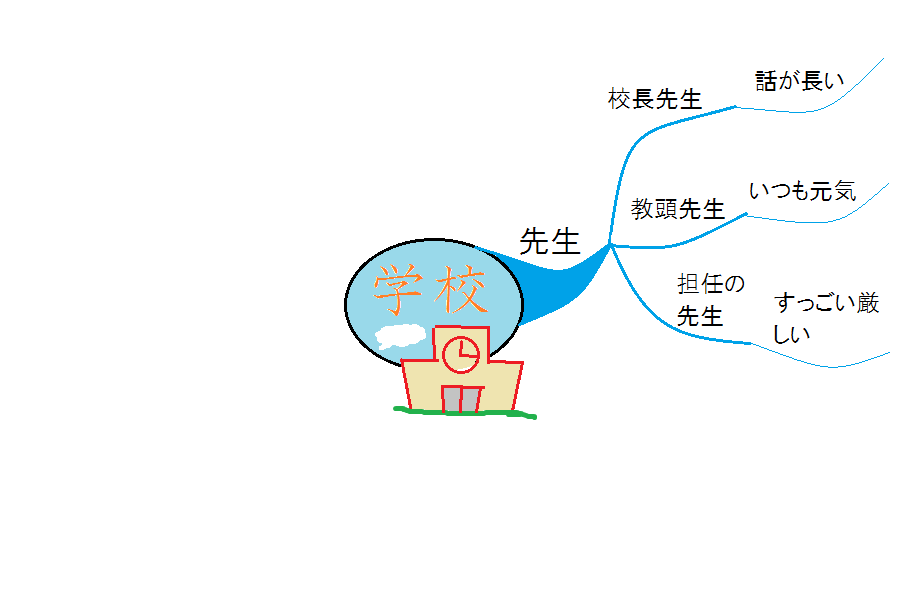 学校
先生
校長先生
話が長い
教頭先生
いつも元気
担任の
先生
すっごい厳
しい